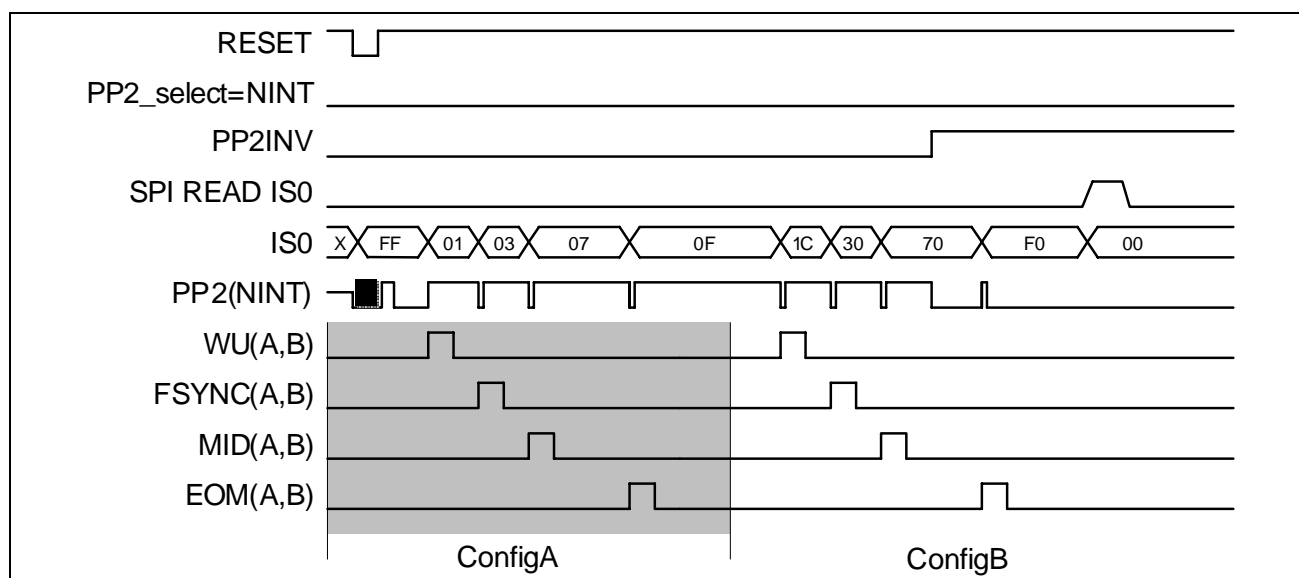 RESET
PP2_select=NINT
PP2INV
SPI READ IS0
IS0 X FF 01 03 07 0F 1C 30 70 F0 00
PP2(NINT)
WU(A,B)
FSYNC(A,B)
MID(A,B)
EOM(A,B)
ConfigA ConfigB